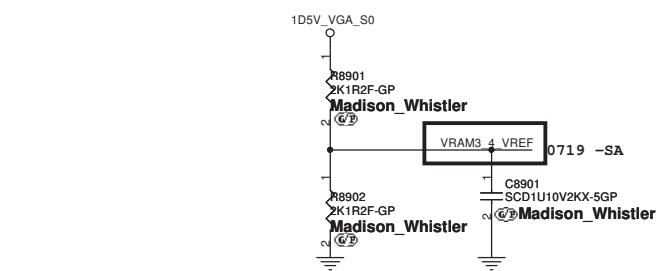 1D5V_VGA_S0
1
R8901
2K1R2F-GP
Madison_Whistler
2
G/P
VRAM3_4_VREF
0719 -SA
1
R8902
2K1R2F-GP
Madison_Whistler
2
G/P
1
C8901
SCD1U10V2KX-5GP
2
G/P Madison_Whistler